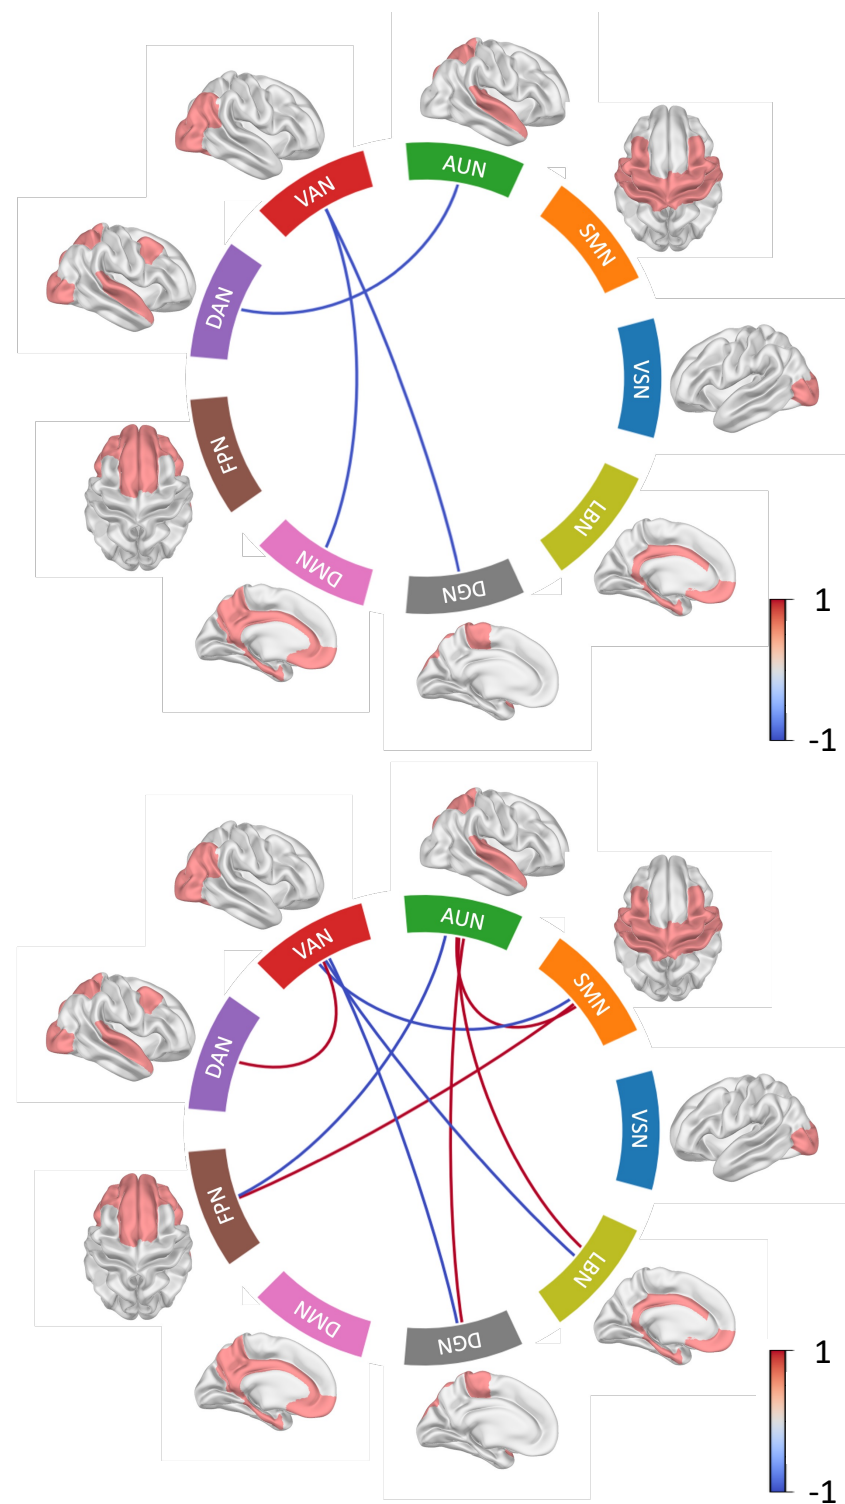 AUN
VAN
SMN
DAN
VSN
FPN
LBN
DMN
DGN
1
-1
AUN
VAN
SMN
DAN
VSN
FPN
LBN
DMN
DGN
1
-1